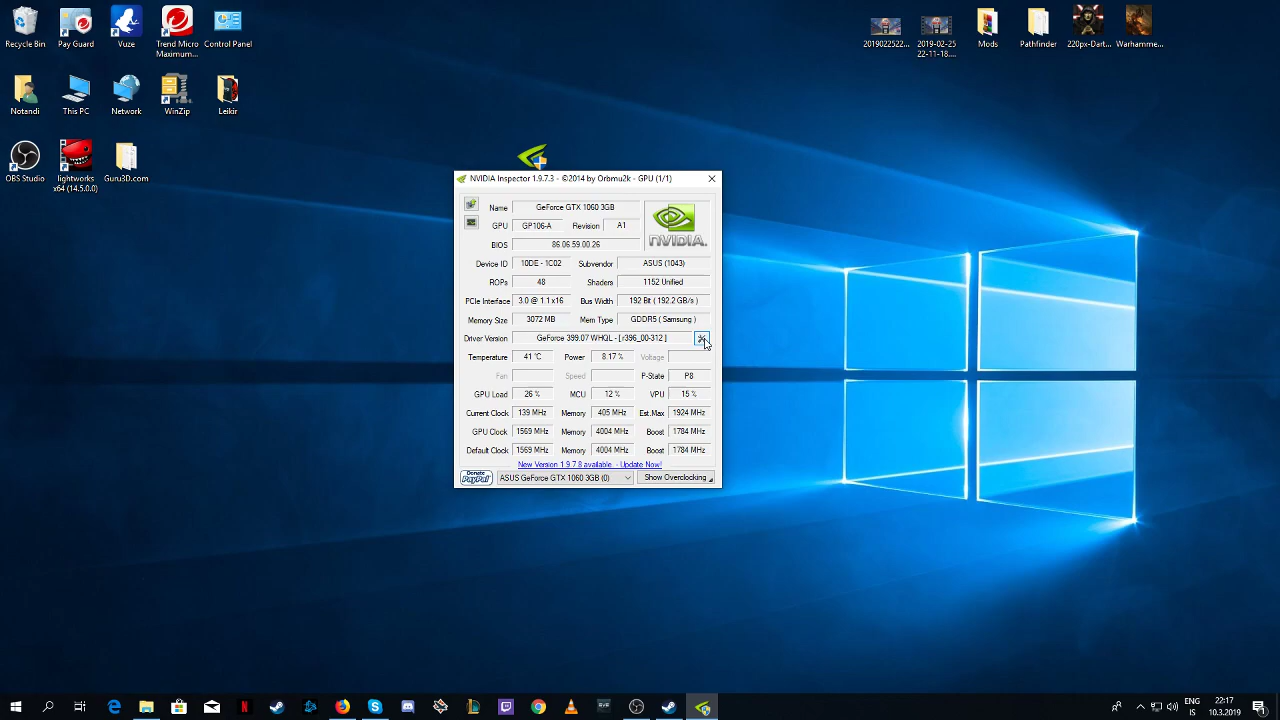 Recycle Bin
Pay Guard
Vuze
Trend Micro Maximum...
Control Panel
2019022522...
2019-02-25 22-11-18....
Mods
Pathfinder
220px-Dart...
Warhamme...
Notandi
This PC
Network
WinZip
Leikir
OBS Studio
lightworks x64 (14.5.0.0)
Guru3D.com
NVIDIA Inspector 1.9.7.3 - ©2014 by Orbmu2k - GPU (1/1)
Name GeForce GTX 1060 3GB
GPU GP106-A Revision A1
BIOS 86.06.59.00.26
NVIDIA.
Device ID 10DE - 1C02 Subvendor ASUS (1043)
ROPs 48 Shaders 1152 Unified
PCIe Interface 3.0 @ 1.1 x16 Bus Width 192 Bit ( 192.2 GB/s )
Memory Size 3072 MB Mem Type GDDR5 ( Samsung )
Driver Version GeForce 399.07 WHQL - [ r396_00-312 ]
Temperature 41 °C Power 8.17 % Voltage
Fan Speed P-State P8
GPU Load 26 % MCU 12 % VPU 15 %
Current Clock 139 MHz Memory 405 MHz Est.Max 1924 MHz
GPU Clock 1569 MHz Memory 4004 MHz Boost 1784 MHz
Default Clock 1569 MHz Memory 4004 MHz Boost 1784 MHz
New Version 1.9.7.8 available. - Update Now!
Donate PayPal ASUS GeForce GTX 1060 3GB (0) Show Overclocking
EVE
ENG 22:17
IS 10.3.2019